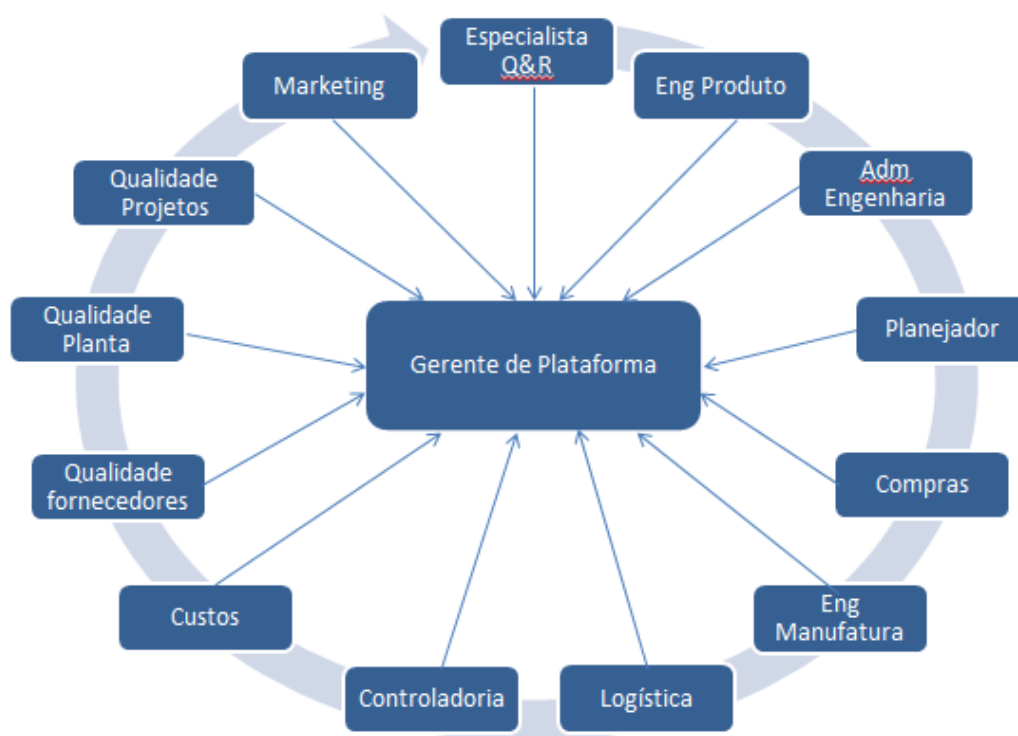 Especialista
Q&R
Eng Produto
Adm
Engenharia
Planejador
Compras
Eng
Manufatura
Logística
Controladoria
Custos
Qualidade
fornecedores
Qualidade
Planta
Qualidade
Projetos
Marketing
Gerente de Plataforma